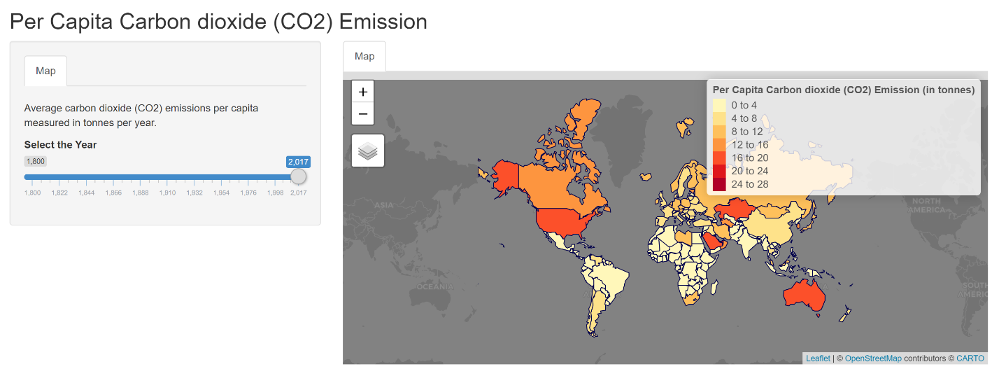 Per Capita Carbon dioxide (CO2) Emission
Map
Average carbon dioxide (CO2) emissions per capita
measured in tonnes per year.
Select the Year
1,800
2,017
1,800 1,822 1,844 1,866 1,888 1,910 1,932 1,954 1,976 1,998 2,017
Map
+
−
Per Capita Carbon dioxide (CO2) Emission (in tonnes)
0 to 4
4 to 8
8 to 12
12 to 16
16 to 20
20 to 24
24 to 28
ASIA
NORTH
AMERICA
OCEANIA
SOUTH
AMERIC
Leaflet | © OpenStreetMap contributors © CARTO